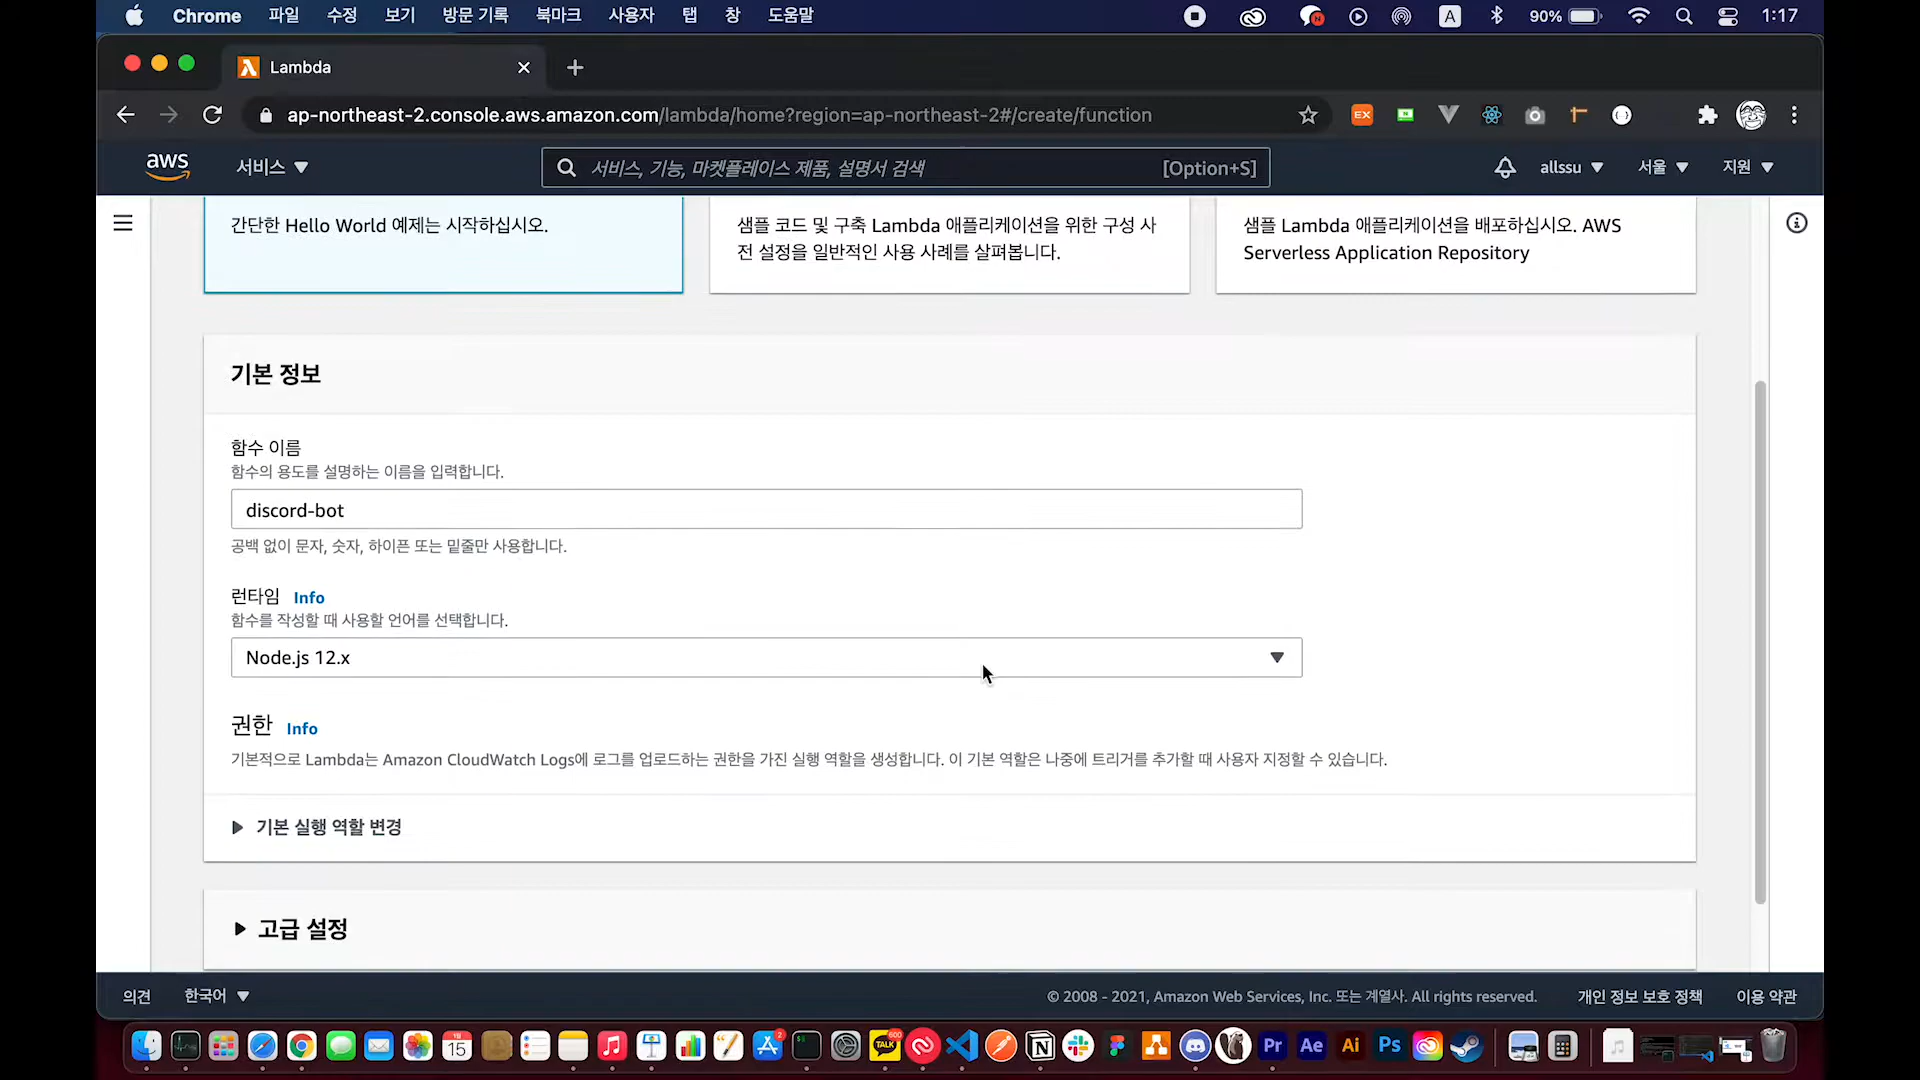 Chrome 파일 수정 보기 방문 기록 북마크 사용자 탭 창 도움말 A 90% 1:17
Lambda
ap-northeast-2.console.aws.amazon.com/lambda/home?region=ap-northeast-2#/create/function EX
aws 서비스 서비스, 기능, 마켓플레이스 제품, 설명서 검색 [Option+S] allssu 서울 지원
간단한 Hello World 예제는 시작하십시오.
샘플 코드 및 구축 Lambda 애플리케이션을 위한 구성 사
전 설정을 일반적인 사용 사례를 살펴봅니다.
샘플 Lambda 애플리케이션을 배포하십시오. AWS
Serverless Application Repository
기본 정보
함수 이름
함수의 용도를 설명하는 이름을 입력합니다.
discord-bot
공백 없이 문자, 숫자, 하이픈 또는 밑줄만 사용합니다.
런타임 Info
함수를 작성할 때 사용할 언어를 선택합니다.
Node.js 12.x
권한 Info
기본적으로 Lambda는 Amazon CloudWatch Logs에 로그를 업로드하는 권한을 가진 실행 역할을 생성합니다. 이 기본 역할은 나중에 트리거를 추가할 때 사용자 지정할 수 있습니다.
기본 실행 역할 변경
고급 설정
의견 한국어 © 2008 - 2021, Amazon Web Services, Inc. 또는 계열사. All rights reserved. 개인 정보 보호 정책 이용 약관
15 2 TALK 600 Pr Ae Ai Ps